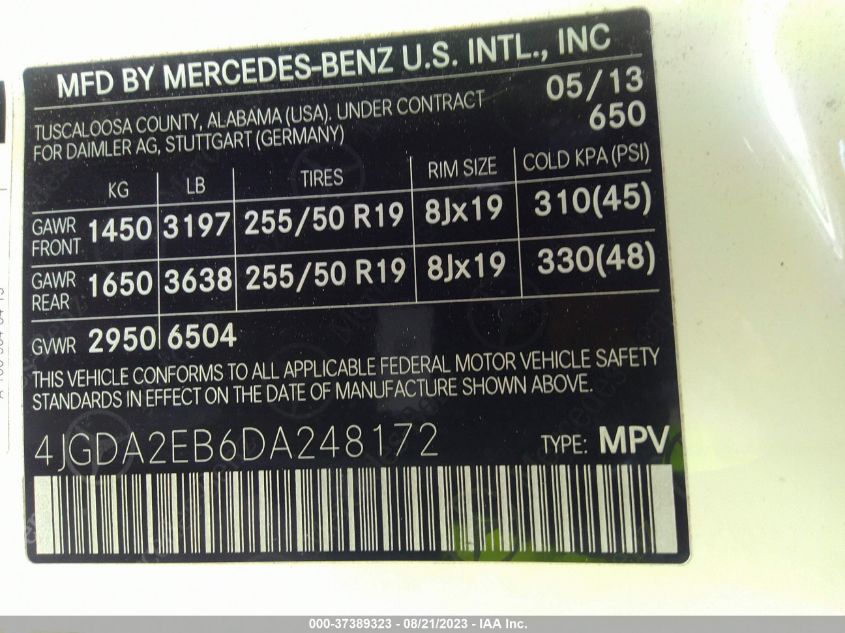 MFD BY MERCEDES-BENZ U.S. INTL., INC
TUSCALOOSA COUNTY, ALABAMA (USA). UNDER CONTRACT 05/13
FOR DAIMLER AG, STUTTGART (GERMANY) 650
KG LB TIRES RIM SIZE COLD KPA (PSI)
GAWR FRONT 1450 3197 255/50 R19 8Jx19 310(45)
GAWR REAR 1650 3638 255/50 R19 8Jx19 330(48)
GVWR 2950 6504
THIS VEHICLE CONFORMS TO ALL APPLICABLE FEDERAL MOTOR VEHICLE SAFETY
STANDARDS IN EFFECT ON THE DATE OF MANUFACTURE SHOWN ABOVE.
4JGDA2EB6DA248172 TYPE: MPV
000-37389323 - 08/21/2023 - IAA Inc.